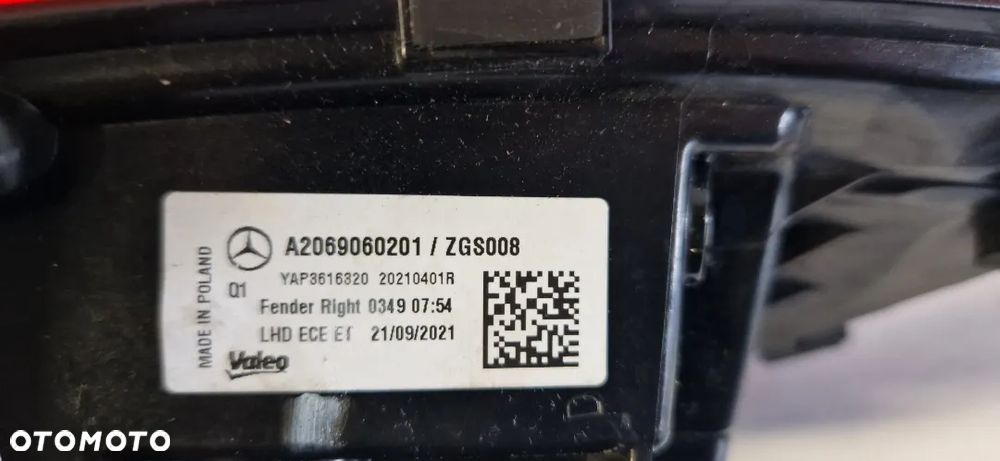 MADE IN POLAND
A2069060201 / ZGS008
YAP3616320 20210401R
Q1
Fender Right 0349 07:54
LHD ECE E1 21/09/2021
Valeo
D
OTOMOTO